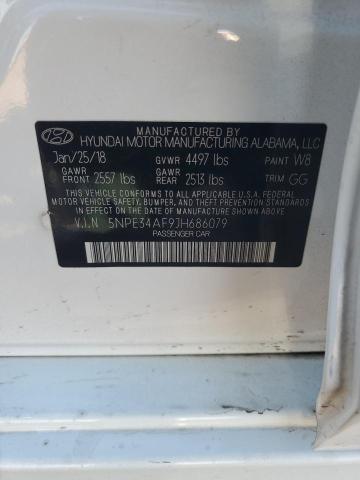 MANUFACTURED BY
HYUNDAI MOTOR MANUFACTURING ALABAMA, LLC
Jan/25/18 GVWR 4497 lbs PAINT W8
GAWR FRONT 2557 lbs GAWR REAR 2513 lbs TRIM GG
THIS VEHICLE CONFORMS TO ALL APPLICABLE U.S. FEDERAL
MOTOR VEHICLE SAFETY, BUMPER, AND THEFT PREVENTION STANDARDS
IN EFFECT ON THE DATE OF MANUFACTURE SHOWN ABOVE.
V.I.N 5NPE34AF9JH686079
PASSENGER CAR